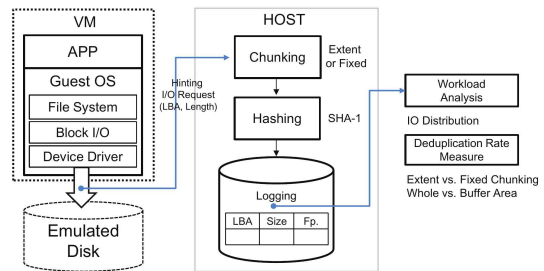 VM
APP
Guest OS
File System
Block I/O
Device Driver
Emulated
Disk
Hinting
I/O Request
(LBA, Length)
HOST
Chunking
Extent
or Fixed
Hashing
SHA-1
Logging
LBA Size Fp.
Workload
Analysis
IO Distribution
Deduplication Rate
Measure
Extent vs. Fixed Chunking
Whole vs. Buffer Area